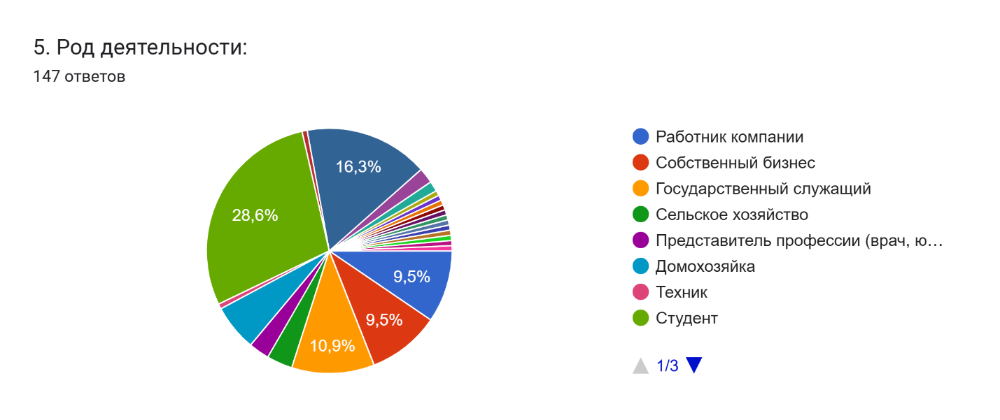 5. Род деятельности:
147 ответов
16,3%
28,6%
9,5%
9,5%
10,9%
Работник компании
Собственный бизнес
Государственный служащий
Сельское хозяйство
Представитель профессии (врач, ю…
Домохозяйка
Техник
Студент
1/3